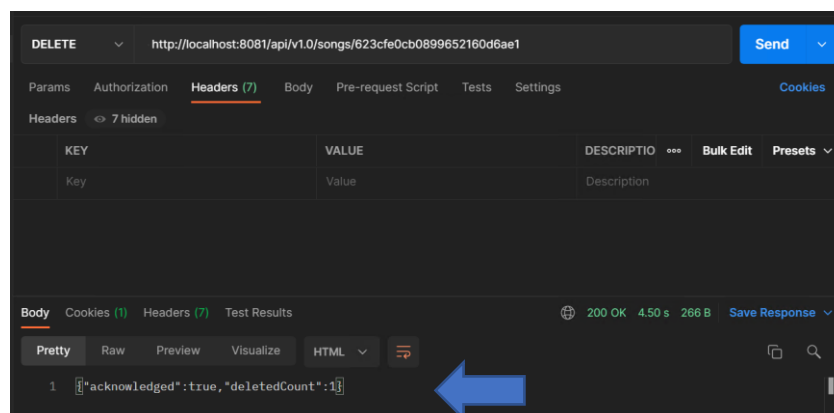 DELETE http://localhost:8081/api/v1.0/songs/623cfe0cb0899652160d6ae1 Send
Params Authorization Headers (7) Body Pre-request Script Tests Settings Cookies
Headers 7 hidden
KEY VALUE DESCRIPTIO Bulk Edit Presets
Key Value Description
Body Cookies (1) Headers (7) Test Results 200 OK 4.50 s 266 B Save Response
Pretty Raw Preview Visualize HTML
1 {"acknowledged":true,"deletedCount":1}